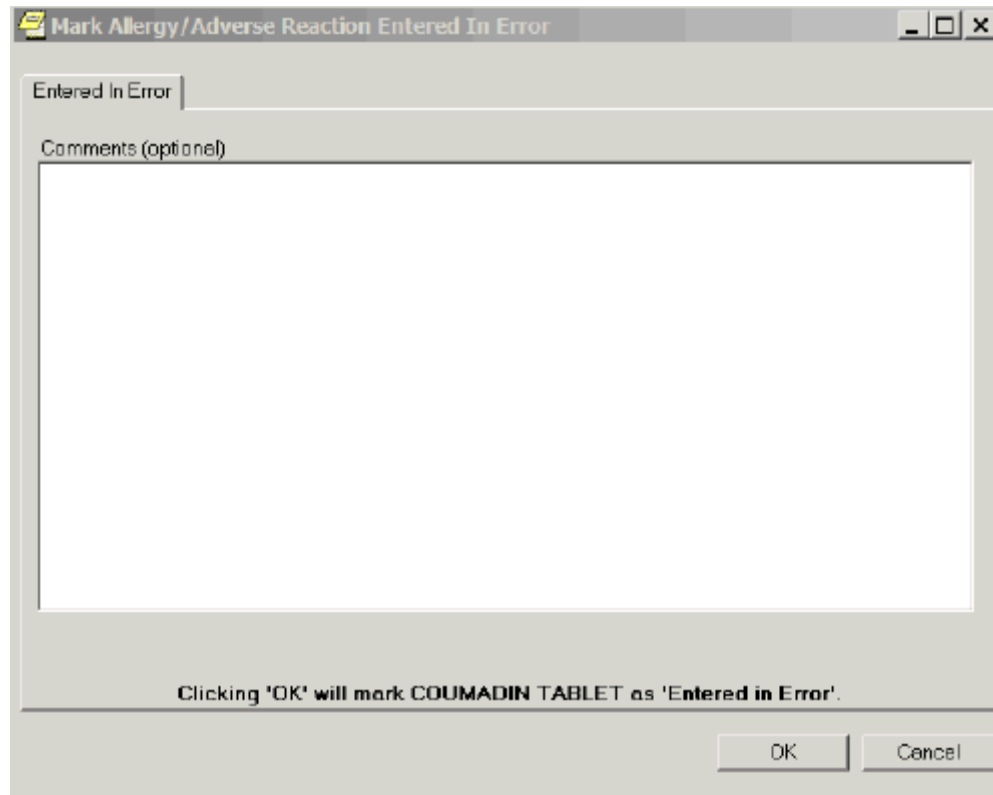 Mark Allergy/Adverse Reaction Entered In Error
Entered In Error
Comments (optional)
Clicking 'OK' will mark COUMADIN TABLET as 'Entered in Error'.
OK
Cancel